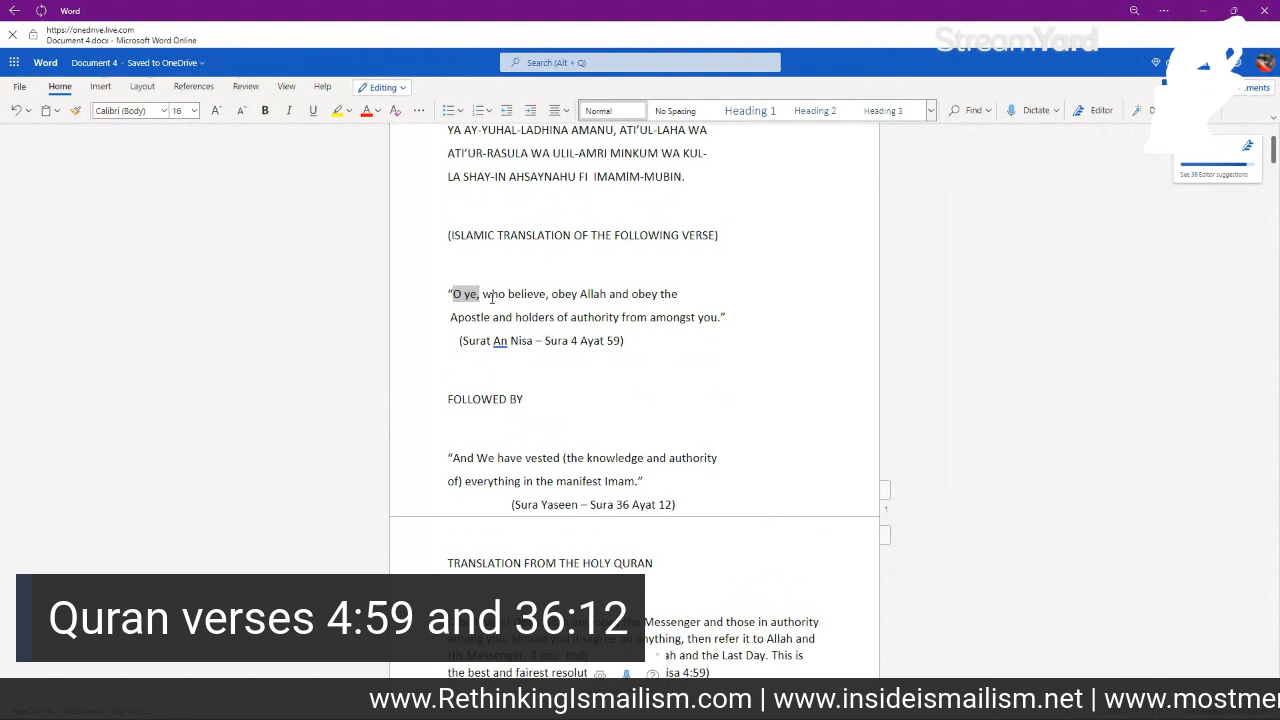 Word
https://onedrive.live.com
Document 4.docx - Microsoft Word Online
StreamYard
Word Document 4 - Saved to OneDrive
Search (Alt + Q)
File Home Insert Layout References Review View Help Editing
Calibri (Body) 16 B I U A Normal No Spacing Heading 1 Heading 2 Heading 3 Find Dictate Editor
YA AY-YUHAL-LADHINA AMANU, ATI'UL-LAHA WA
ATI'UR-RASULA WA ULIL-AMRI MINKUM WA KUL-
LA SHAY-IN AHSAYNAHU FI IMAMIM-MUBIN.
See 38 Editor suggestions
(ISLAMIC TRANSLATION OF THE FOLLOWING VERSE)
“O ye, who believe, obey Allah and obey the
Apostle and holders of authority from amongst you.”
(Surat An Nisa – Sura 4 Ayat 59)
FOLLOWED BY
“And We have vested (the knowledge and authority
of) everything in the manifest Imam.”
(Sura Yaseen – Sura 36 Ayat 12)
TRANSLATION FROM THE HOLY QURAN
Messenger and those in authority
anything, then refer it to Allah and
and the Last Day. This is
the best and fairest 4:59)
Quran verses 4:59 and 36:12
www.RethinkingIsmailism.com | www.insideismailism.net | www.mostme